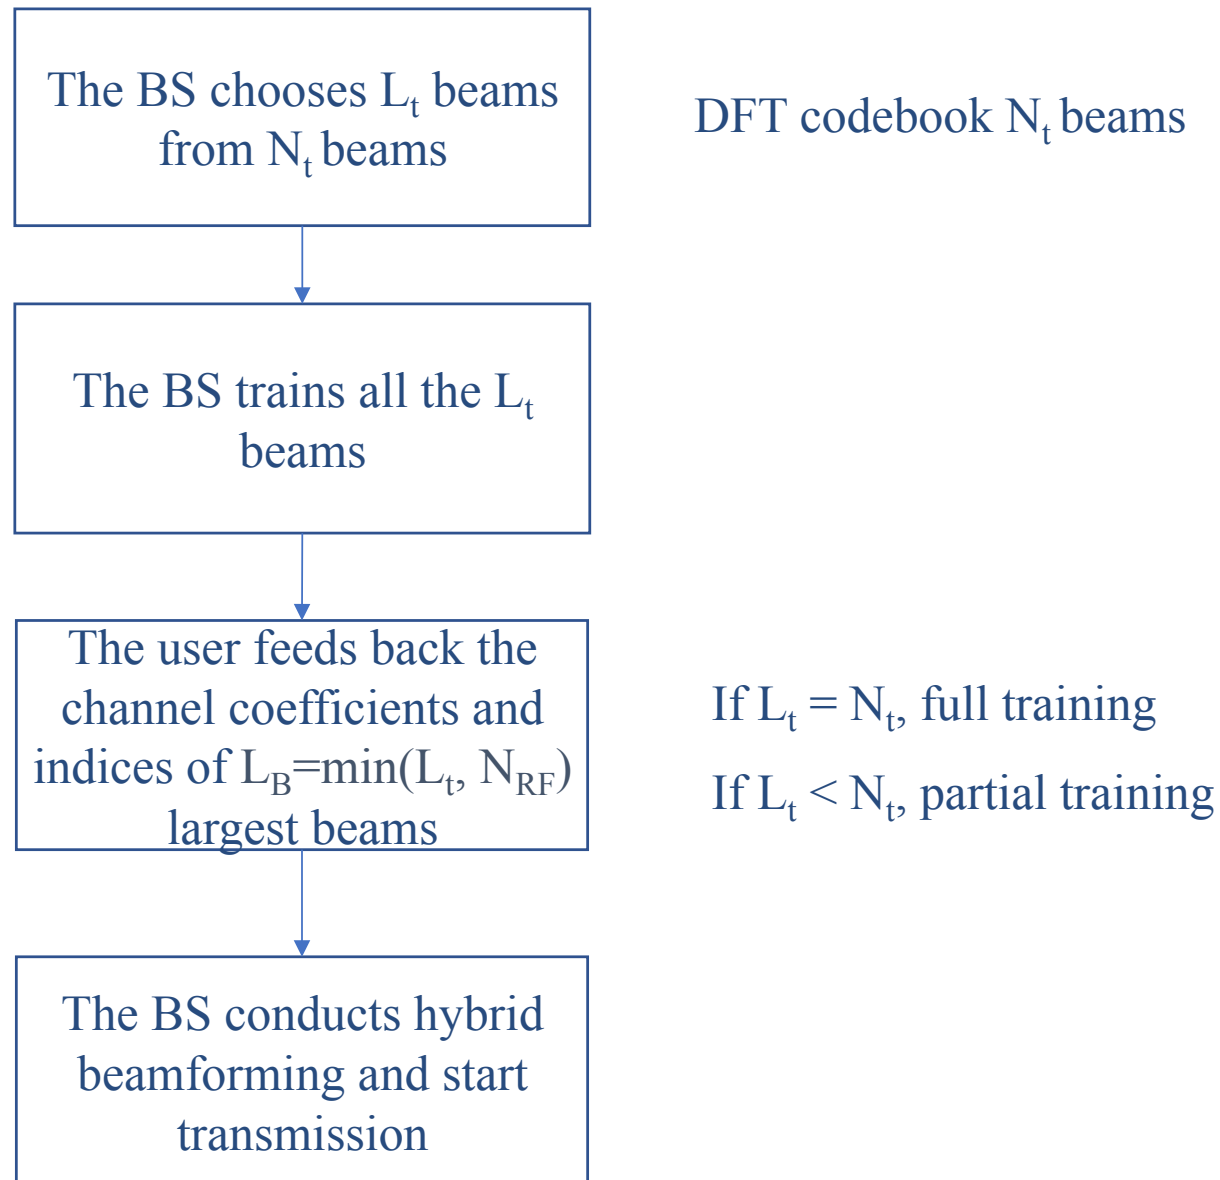 The BS chooses Lₜ beams
from Nₜ beams
DFT codebook Nₜ beams
The BS trains all the Lₜ
beams
The user feeds back the
channel coefficients and
indices of L_B=min(Lₜ, N_RF)
largest beams
If Lₜ = Nₜ, full training
If Lₜ < Nₜ, partial training
The BS conducts hybrid
beamforming and start
transmission